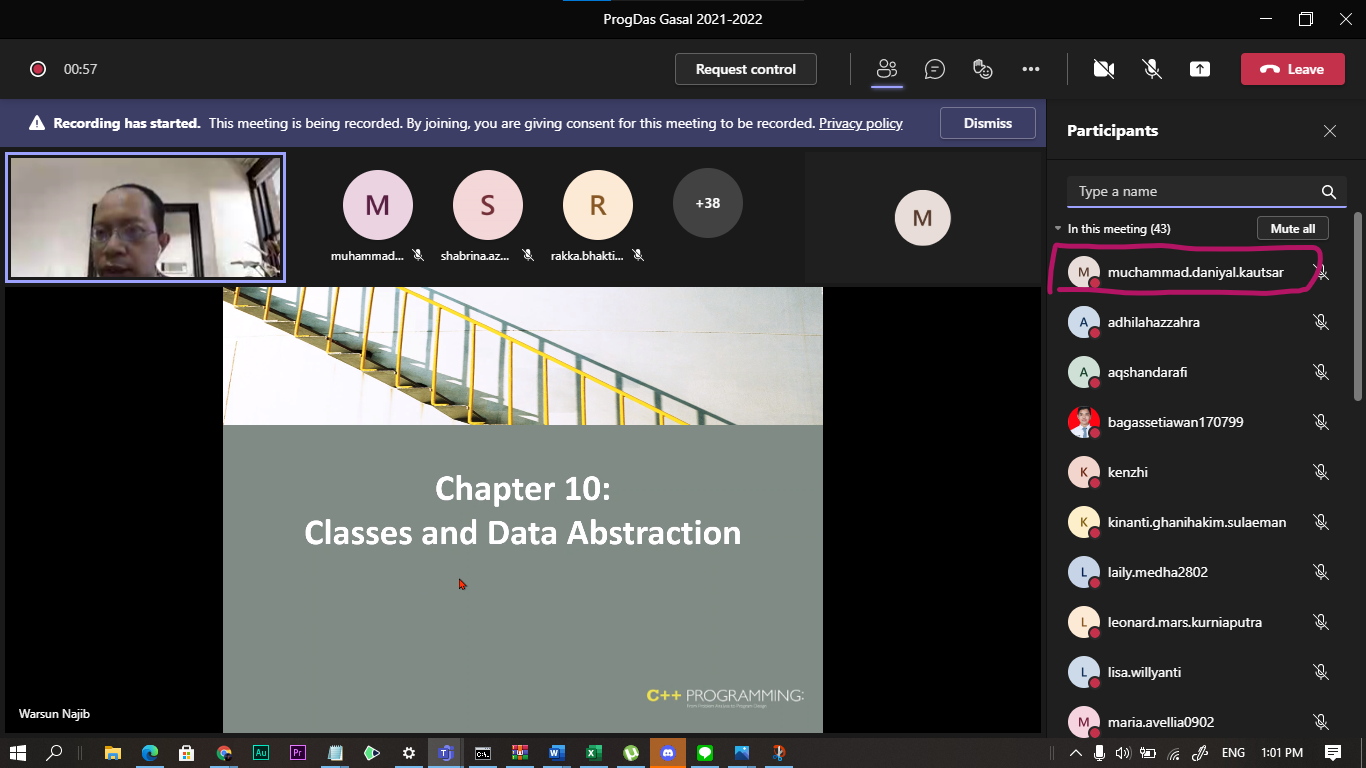 ProgDas Gasal 2021-2022
00:57
Request control
Leave
Recording has started. This meeting is being recorded. By joining, you are giving consent for this meeting to be recorded. Privacy policy
Dismiss
Participants
M
S
R
+38
M
muhammad...
shabrina.az...
rakka.bhakti...
Type a name
In this meeting (43)
Mute all
M muchammad.daniyal.kautsar
A adhilahazzahra
A aqshandarafi
bagassetiawan170799
K kenzhi
K kinanti.ghanihakim.sulaeman
L laily.medha2802
L leonard.mars.kurniaputra
L lisa.willyanti
M maria.avellia0902
Chapter 10:
Classes and Data Abstraction
C++ PROGRAMMING:
From Problem Analysis to Program Design
Warsun Najib
Au
Pr
ENG
1:01 PM